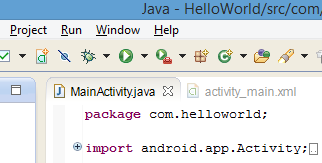 Java - HelloWorld/src/com/
Project Run Window Help
MainActivity.java activity_main.xml
package com.helloworld;
import android.app.Activity;